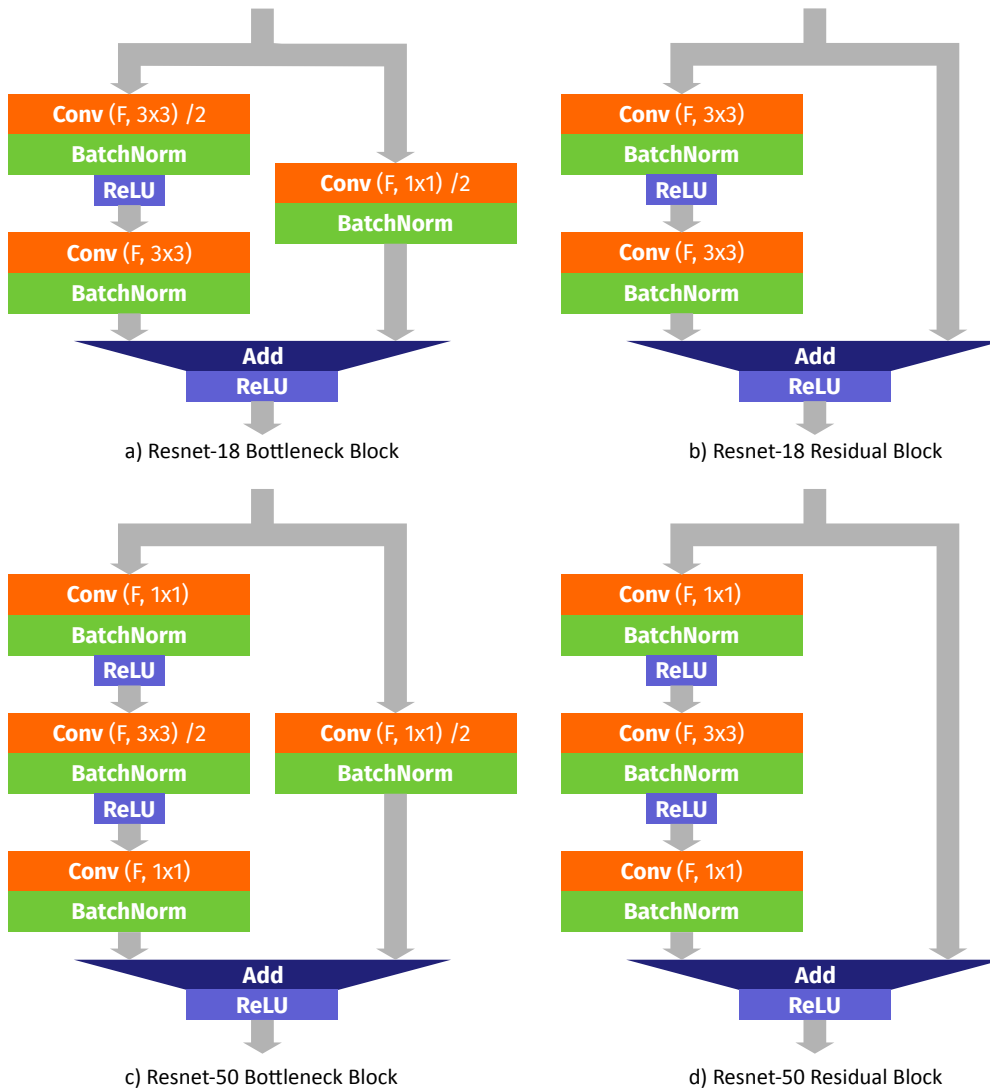 Conv (F, 3x3) /2
BatchNorm
ReLU
Conv (F, 3x3)
BatchNorm
Conv (F, 1x1) /2
BatchNorm
Add
ReLU
a) Resnet-18 Bottleneck Block
Conv (F, 3x3)
BatchNorm
ReLU
Conv (F, 3x3)
BatchNorm
Add
ReLU
b) Resnet-18 Residual Block
Conv (F, 1x1)
BatchNorm
ReLU
Conv (F, 3x3) /2
BatchNorm
ReLU
Conv (F, 1x1)
BatchNorm
Conv (F, 1x1) /2
BatchNorm
Add
ReLU
c) Resnet-50 Bottleneck Block
Conv (F, 1x1)
BatchNorm
ReLU
Conv (F, 3x3)
BatchNorm
ReLU
Conv (F, 1x1)
BatchNorm
Add
ReLU
d) Resnet-50 Residual Block